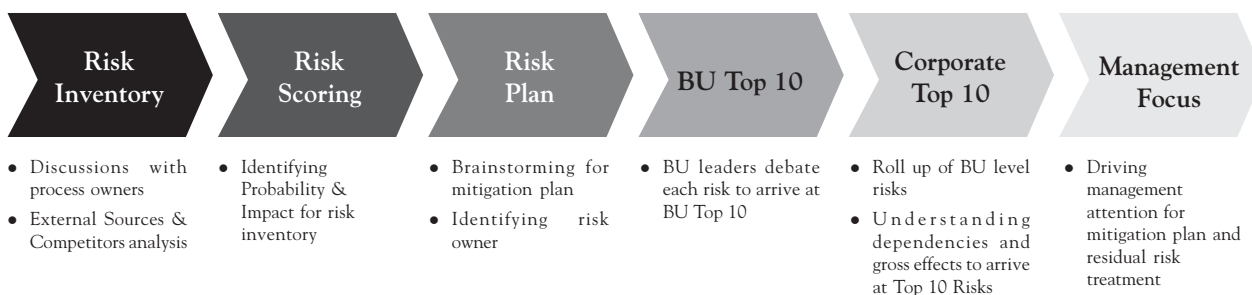 Risk
Inventory
Risk
Scoring
Risk
Plan
BU Top 10
Corporate
Top 10
Management
Focus
• Discussions with
process owners
• External Sources &
Competitors analysis
• Identifying
Probability &
Impact for risk
inventory
• Brainstorming for
mitigation plan
• Identifying risk
owner
• BU leaders debate
each risk to arrive at
BU Top 10
• Roll up of BU level
risks
• Understanding
dependencies and
gross effects to arrive
at Top 10 Risks
• Driving
management
attention for
mitigation plan and
residual risk
treatment